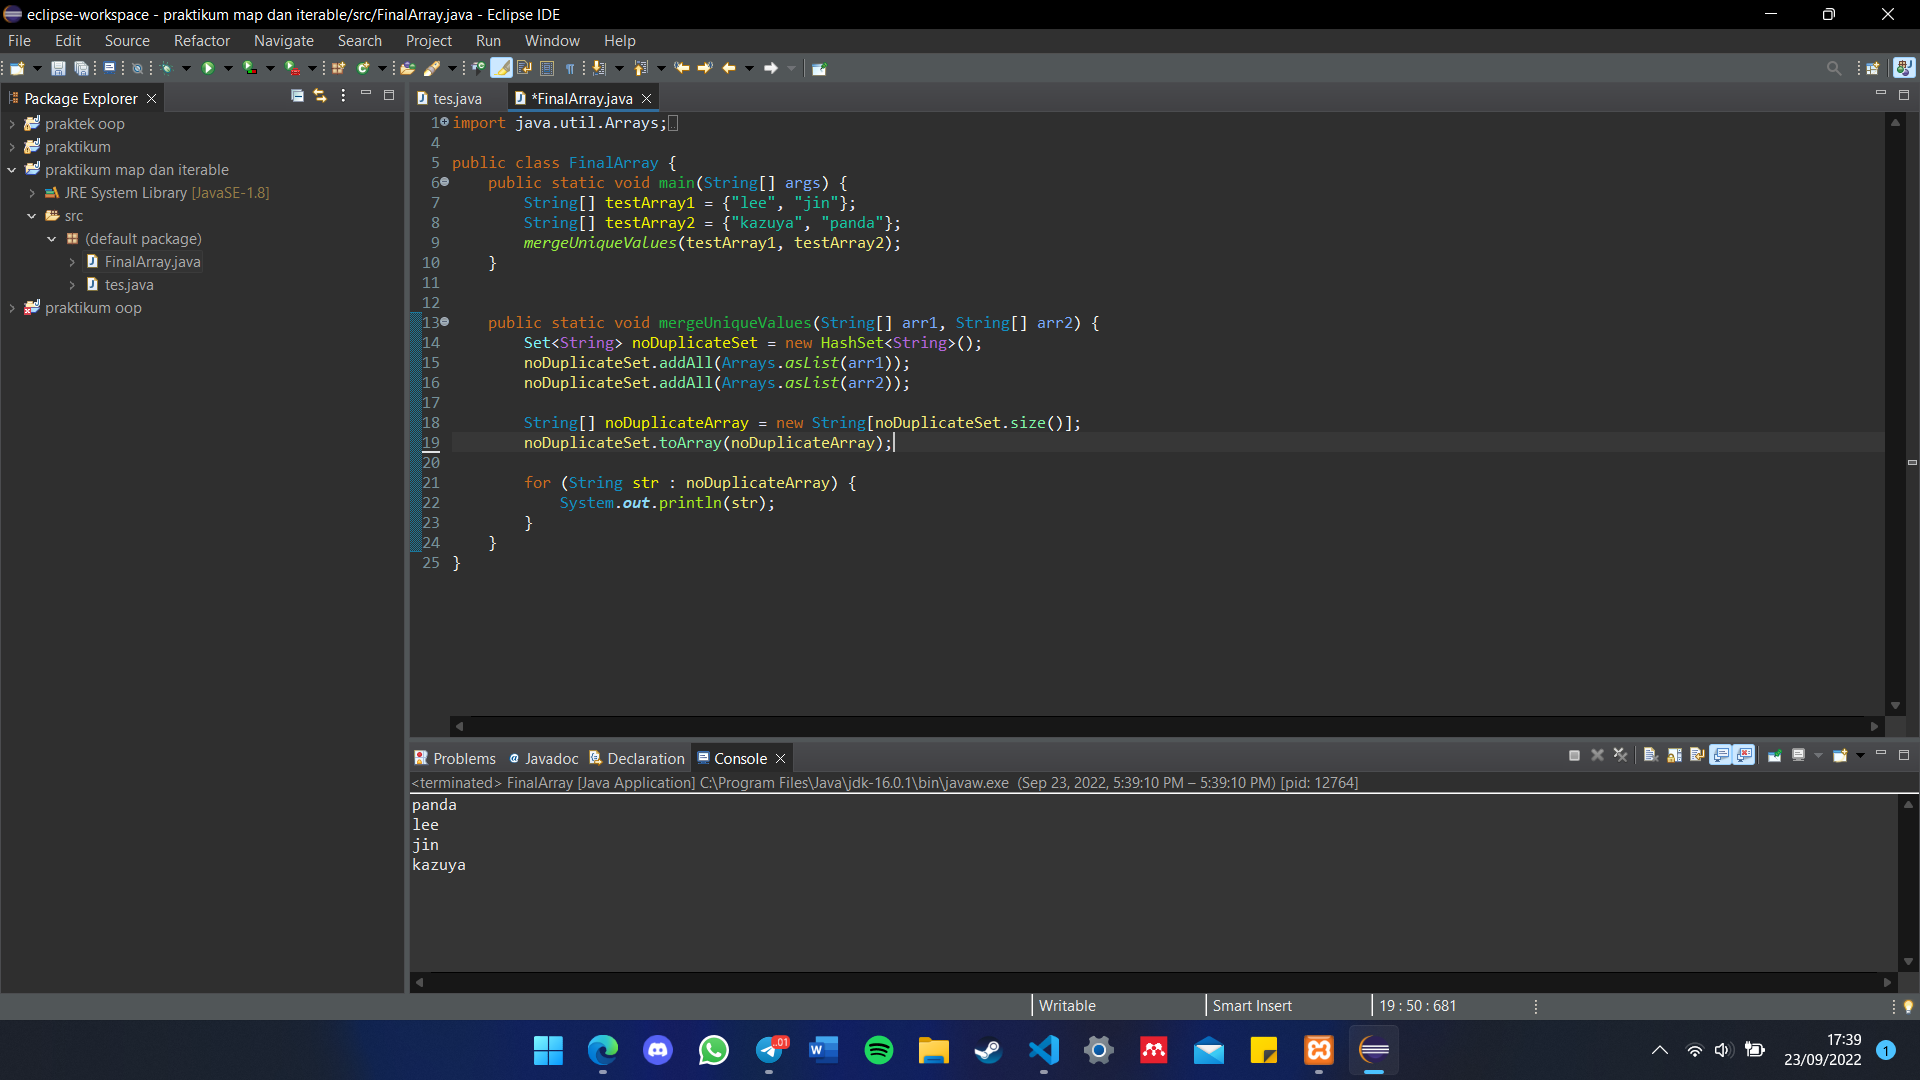 eclipse-workspace - praktikum map dan iterable/src/FinalArray.java - Eclipse IDE
File Edit Source Refactor Navigate Search Project Run Window Help
Package Explorer
praktek oop
praktikum
praktikum map dan iterable
JRE System Library [JavaSE-1.8]
src
(default package)
FinalArray.java
tes.java
praktikum oop
tes.java *FinalArray.java
1 import java.util.Arrays;
4
5 public class FinalArray {
6     public static void main(String[] args) {
7         String[] testArray1 = {"lee", "jin"};
8         String[] testArray2 = {"kazuya", "panda"};
9         mergeUniqueValues(testArray1, testArray2);
10     }
11
12
13     public static void mergeUniqueValues(String[] arr1, String[] arr2) {
14         Set<String> noDuplicateSet = new HashSet<String>();
15         noDuplicateSet.addAll(Arrays.asList(arr1));
16         noDuplicateSet.addAll(Arrays.asList(arr2));
17
18         String[] noDuplicateArray = new String[noDuplicateSet.size()];
19         noDuplicateSet.toArray(noDuplicateArray);
20
21         for (String str : noDuplicateArray) {
22             System.out.println(str);
23         }
24     }
25 }
Problems Javadoc Declaration Console
<terminated> FinalArray [Java Application] C:\Program Files\Java\jdk-16.0.1\bin\javaw.exe (Sep 23, 2022, 5:39:10 PM – 5:39:10 PM) [pid: 12764]
panda
lee
jin
kazuya
Writable Smart Insert 19 : 50 : 681
17:39
23/09/2022
1